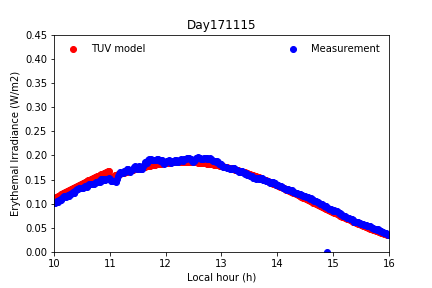 Day171115
TUV model
Measurement
Erythemal Irradiance (W/m2)
0.45
0.40
0.35
0.30
0.25
0.20
0.15
0.10
0.05
0.00
10 11 12 13 14 15 16
Local hour (h)